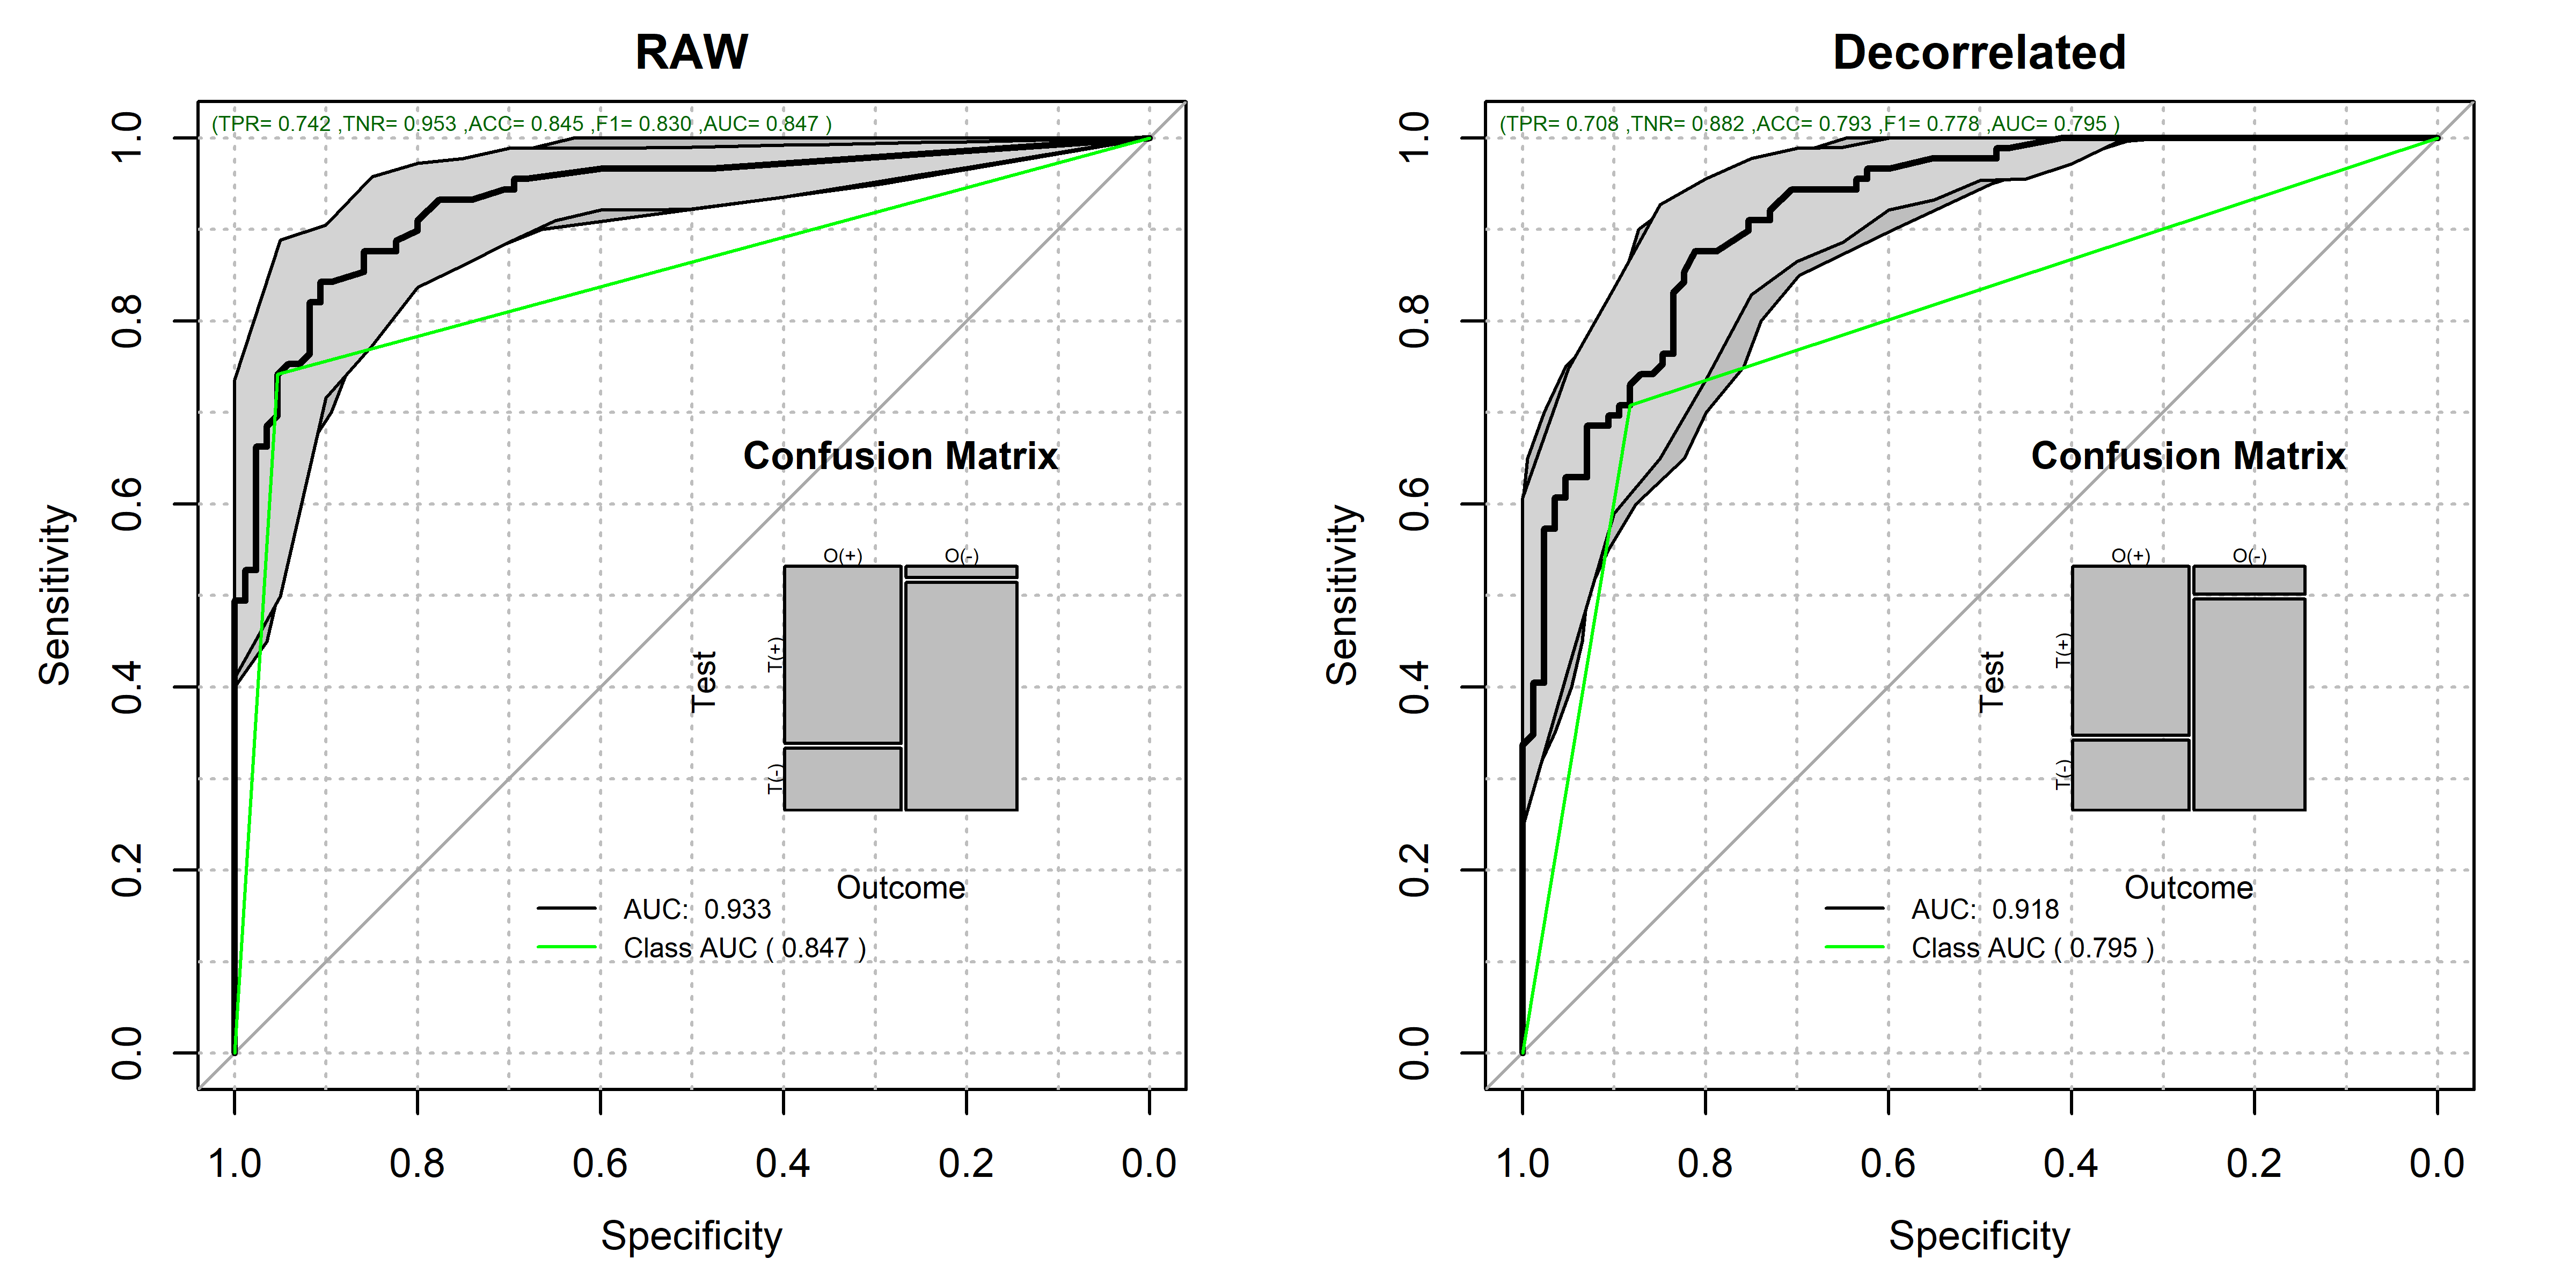 RAW
(TPR= 0.742 ,TNR= 0.953 ,ACC= 0.845 ,F1= 0.830 ,AUC= 0.847 )
1.0
0.8
0.6
0.4
0.2
0.0
Sensitivity
Confusion Matrix
O(+) O(-)
T(+)
T(-)
Test
Outcome
AUC: 0.933
Class AUC ( 0.847 )
1.0 0.8 0.6 0.4 0.2 0.0
Specificity
Decorrelated
(TPR= 0.708 ,TNR= 0.882 ,ACC= 0.793 ,F1= 0.778 ,AUC= 0.795 )
1.0
0.8
0.6
0.4
0.2
0.0
Sensitivity
Confusion Matrix
O(+) O(-)
T(+)
T(-)
Test
Outcome
AUC: 0.918
Class AUC ( 0.795 )
1.0 0.8 0.6 0.4 0.2 0.0
Specificity